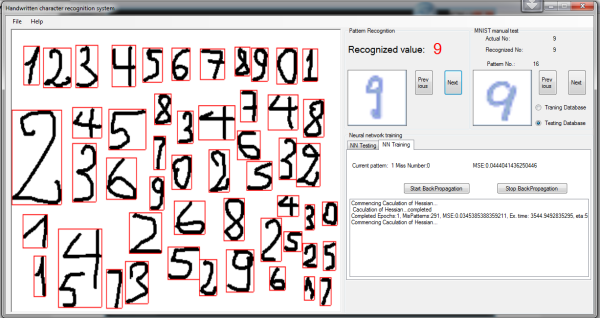 Handwritten character recognition system
File Help
1 2 3 4 5 6 7 8 9 0 1
2 4 5 8 3 4 7 4 8
3 6 7 0 2 6 5 3 2
9
1 2 6 8 2 4 3 0
1 4 5 2 5
5 7 3 2 9 6 1 7
Pattern Recognition
Recognized value: 9
9
Prev
ious
Next
MNIST manual test
Actual No: 9
Recognized No: 9
Pattern No.: 16
9
Prev
ious
Next
Traning Database
Testing Database
Neural network training
NN Testing NN Training
Current pattern: 1 Miss Number:0 MSE:0.0444041436250446
Start BackPropagation Stop BackPropagation
Commencing Caculation of Hessian...
Caculation of Hessian...completed
Completed Epochs:1, MisPatterns:291, MSE:0.0345385388359211, Ex. time: 3544.9492835295, eta:5
Commencing Caculation of Hessian...